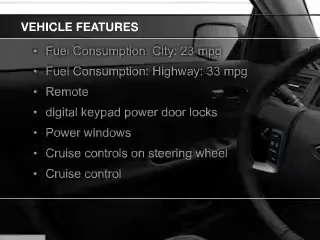 VEHICLE FEATURES
• Fuel Consumption: City: 23 mpg
• Fuel Consumption: Highway: 33 mpg
• Remote
• digital keypad power door locks
• Power windows
• Cruise controls on steering wheel
• Cruise control